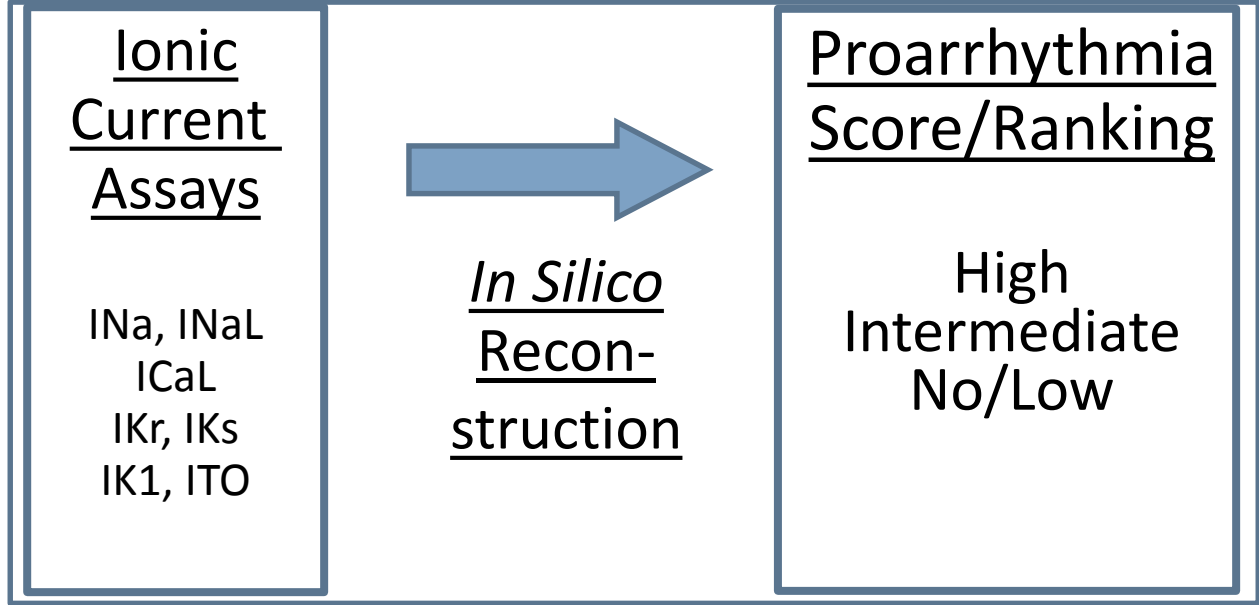 Ionic
Current
Assays
INa, INaL
ICaL
IKr, IKs
IK1, ITO
In Silico
Recon-
struction
Proarrhythmia
Score/Ranking
High
Intermediate
No/Low